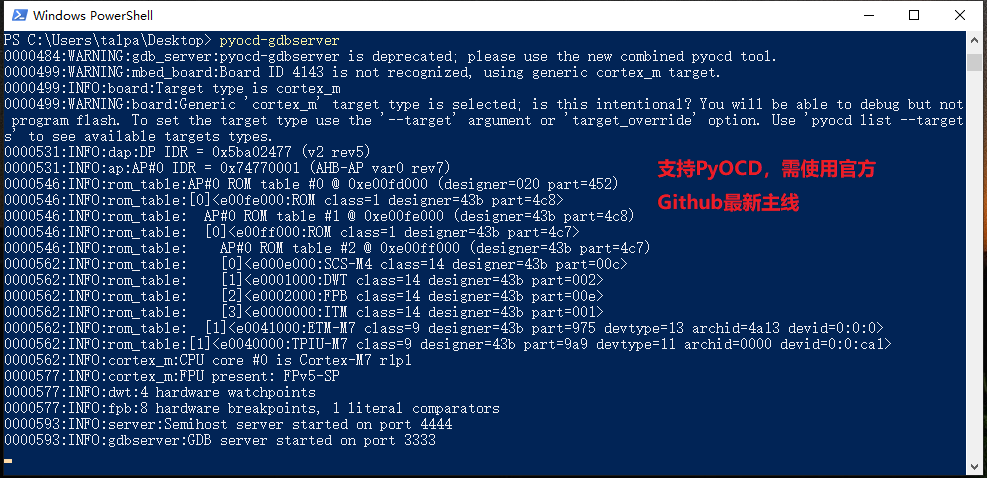 Windows PowerShell
PS C:\Users\ta1pa\Desktop> pyocd-gdbserver
0000484:WARNING:gdb_server:pyocd-gdbserver is deprecated; please use the new combined pyocd tool.
0000499:WARNING:mbed_board:Board ID 4143 is not recognized, using generic cortex_m target.
0000499:INFO:board:Target type is cortex_m
0000499:WARNING:board:Generic 'cortex_m' target type is selected; is this intentional? You will be able to debug but not
 program flash. To set the target type use the '--target' argument or 'target_override' option. Use 'pyocd list --target
s' to see available targets types.
0000531:INFO:dap:DP IDR = 0x5ba02477 (v2 rev5)
0000531:INFO:ap:AP#0 IDR = 0x74770001 (AHB-AP var0 rev7)
0000546:INFO:rom_table:AP#0 ROM table #0 @ 0xe00fd000 (designer=020 part=452)
0000546:INFO:rom_table:[0]<e00fe000:ROM class=1 designer=43b part=4c8>
0000546:INFO:rom_table:  AP#0 ROM table #1 @ 0xe00fe000 (designer=43b part=4c8)
0000546:INFO:rom_table:  [0]<e00ff000:ROM class=1 designer=43b part=4c7>
0000546:INFO:rom_table:    AP#0 ROM table #2 @ 0xe00ff000 (designer=43b part=4c7)
0000562:INFO:rom_table:    [0]<e000e000:SCS-M4 class=14 designer=43b part=00c>
0000562:INFO:rom_table:    [1]<e0001000:DWT class=14 designer=43b part=002>
0000562:INFO:rom_table:    [2]<e0002000:FPB class=14 designer=43b part=00e>
0000562:INFO:rom_table:    [3]<e0000000:ITM class=14 designer=43b part=001>
0000562:INFO:rom_table:  [1]<e0041000:ETM-M7 class=9 designer=43b part=975 devtype=13 archid=4a13 devid=0:0:0>
0000562:INFO:rom_table:[1]<e0040000:TPIU-M7 class=9 designer=43b part=9a9 devtype=11 archid=0000 devid=0:0:ca1>
0000562:INFO:cortex_m:CPU core #0 is Cortex-M7 r1p1
0000577:INFO:cortex_m:FPU present: FPv5-SP
0000577:INFO:dwt:4 hardware watchpoints
0000577:INFO:fpb:8 hardware breakpoints, 1 literal comparators
0000593:INFO:server:Semihost server started on port 4444
0000593:INFO:gdbserver:GDB server started on port 3333
支持PyOCD，需使用官方
Github最新主线